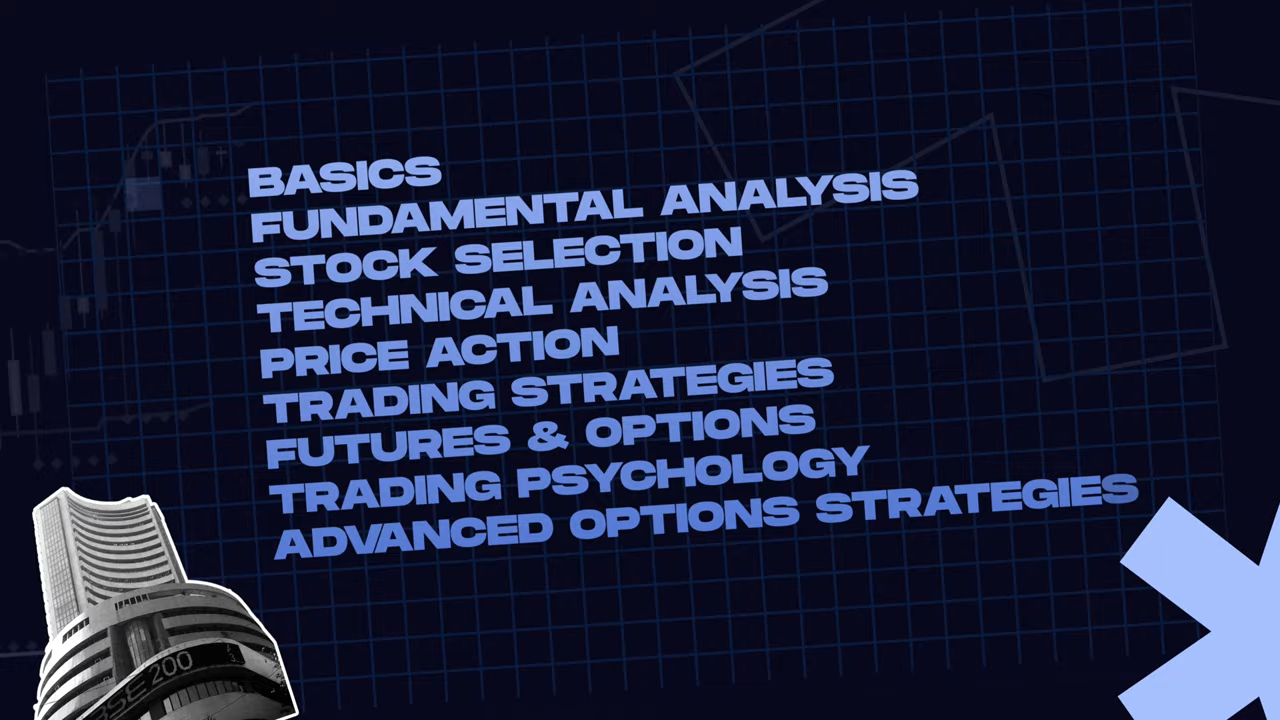 BASICS
FUNDAMENTAL ANALYSIS
STOCK SELECTION
TECHNICAL ANALYSIS
PRICE ACTION
TRADING STRATEGIES
FUTURES & OPTIONS
TRADING PSYCHOLOGY
ADVANCED OPTIONS STRATEGIES
BSE 200